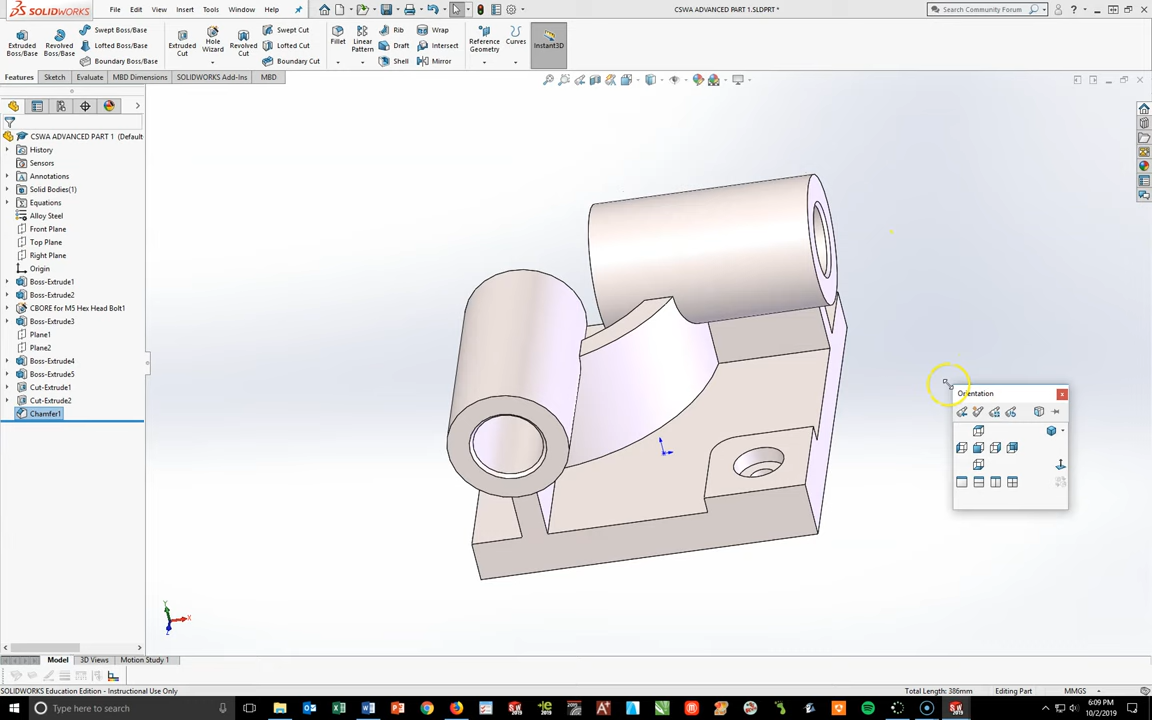 SOLIDWORKS
File
Edit
View
Insert
Tools
Window
Help
CSWA ADVANCED PART 1.SLDPRT *
Search Community Forum
Extruded
Boss/Base
Revolved
Boss/Base
Swept Boss/Base
Lofted Boss/Base
Boundary Boss/Base
Extruded
Cut
Hole
Wizard
Revolved
Cut
Swept Cut
Lofted Cut
Boundary Cut
Fillet
Linear
Pattern
Rib
Draft
Shell
Wrap
Intersect
Mirror
Reference
Geometry
Curves
Instant3D
Features
Sketch
Evaluate
MBD Dimensions
SOLIDWORKS Add-Ins
MBD
CSWA ADVANCED PART 1 (Default
History
Sensors
Annotations
Solid Bodies(1)
Equations
Alloy Steel
Front Plane
Top Plane
Right Plane
Origin
Boss-Extrude1
Boss-Extrude2
CBORE for M5 Hex Head Bolt1
Boss-Extrude3
Plane1
Plane2
Boss-Extrude4
Boss-Extrude5
Cut-Extrude1
Cut-Extrude2
Chamfer1
Orientation
Y
X
Z
Model
3D Views
Motion Study 1
SOLIDWORKS Education Edition - Instructional Use Only
Total Length: 386mm
Editing Part
MMGS
Type here to search
6:09 PM
10/2/2019